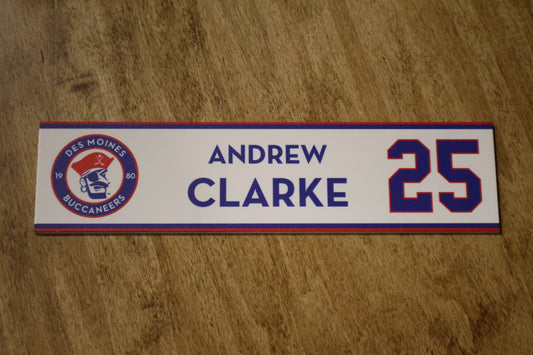 DES MOINES
19 80
BUCCANEERS
ANDREW
CLARKE
25